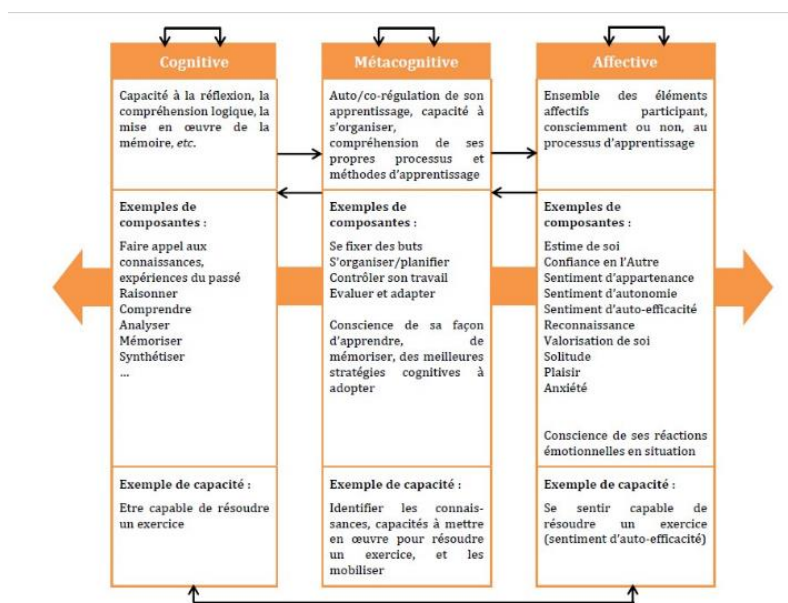 Cognitive
Capacité à la réflexion, la
compréhension logique, la
mise en œuvre de la
mémoire, etc.
Exemples de
composantes :
Faire appel aux
connaissances,
expériences du passé
Raisonner
Comprendre
Analyser
Mémoriser
Synthétiser
...
Exemple de capacité :
Etre capable de résoudre
un exercice
Métacognitive
Auto/co-régulation de son
apprentissage, capacité à
s'organiser,
compréhension de ses
propres processus et
méthodes d'apprentissage
Exemples de
composantes :
Se fixer des buts
S'organiser/planifier
Contrôler son travail
Evaluer et adapter
Conscience de sa façon
d'apprendre, de
mémoriser, des meilleures
stratégies cognitives à
adopter
Exemple de capacité :
Identifier les connais-
sances, capacités à mettre
en œuvre pour résoudre
un exercice, et les
mobiliser
Affective
Ensemble des éléments
affectifs participant,
consciemment ou non, au
processus d'apprentissage
Exemples de
composantes :
Estime de soi
Confiance en l'Autre
Sentiment d'appartenance
Sentiment d'autonomie
Sentiment d'auto-efficacité
Reconnaissance
Valorisation de soi
Solitude
Plaisir
Anxiété
Conscience de ses réactions
émotionnelles en situation
Exemple de capacité :
Se sentir capable de
résoudre un exercice
(sentiment d'auto-efficacité)